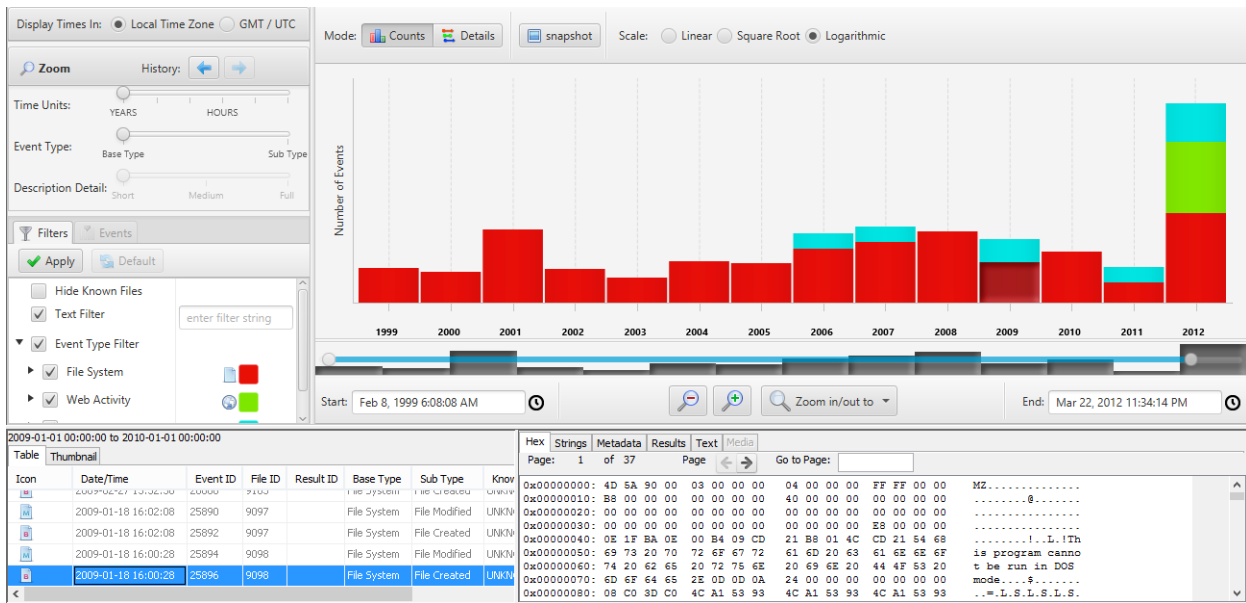 Display Times In: Local Time Zone GMT / UTC
Mode: Counts Details snapshot Scale: Linear Square Root Logarithmic
Zoom History:
Time Units:
YEARS HOURS
Event Type:
Base Type Sub Type
Description Detail:
Short Medium Full
Filters Events
Apply Default
Hide Known Files
Text Filter enter filter string
Event Type Filter
File System
Web Activity
Number of Events
1999 2000 2001 2002 2003 2004 2005 2006 2007 2008 2009 2010 2011 2012
Start: Feb 8, 1999 6:08:08 AM Zoom in/out to End: Mar 22, 2012 11:34:14 PM
2009-01-01 00:00:00 to 2010-01-01 00:00:00
Table Thumbnail
Icon Date/Time Event ID File ID Result ID Base Type Sub Type Know
2009-01-18 16:02:08 25890 9097 File System File Modified UNKN
2009-01-18 16:02:08 25892 9097 File System File Created UNKN
2009-01-18 16:00:28 25894 9098 File System File Modified UNKN
2009-01-18 16:00:28 25896 9098 File System File Created UNKN
Hex Strings Metadata Results Text Media
Page: 1 of 37 Page Go to Page:
0x00000000: 4D 5A 90 00 03 00 00 00 04 00 00 00 FF FF 00 00 MZ..............
0x00000010: B8 00 00 00 00 00 00 00 40 00 00 00 00 00 00 00 ........@.......
0x00000020: 00 00 00 00 00 00 00 00 00 00 00 00 00 00 00 00 ................
0x00000030: 00 00 00 00 00 00 00 00 00 00 00 00 E8 00 00 00 ................
0x00000040: 0E 1F BA 0E 00 B4 09 CD 21 B8 01 4C CD 21 54 68 ........!..L.!Th
0x00000050: 69 73 20 70 72 6F 67 72 61 6D 20 63 61 6E 6E 6F is program canno
0x00000060: 74 20 62 65 20 72 75 6E 20 69 6E 20 44 4F 53 20 t be run in DOS
0x00000070: 6D 6F 64 65 2E 0D 0D 0A 24 00 00 00 00 00 00 00 mode....$.......
0x00000080: 08 C0 3D C0 4C A1 53 93 4C A1 53 93 4C A1 53 93 ..=.L.S.L.S.L.S.